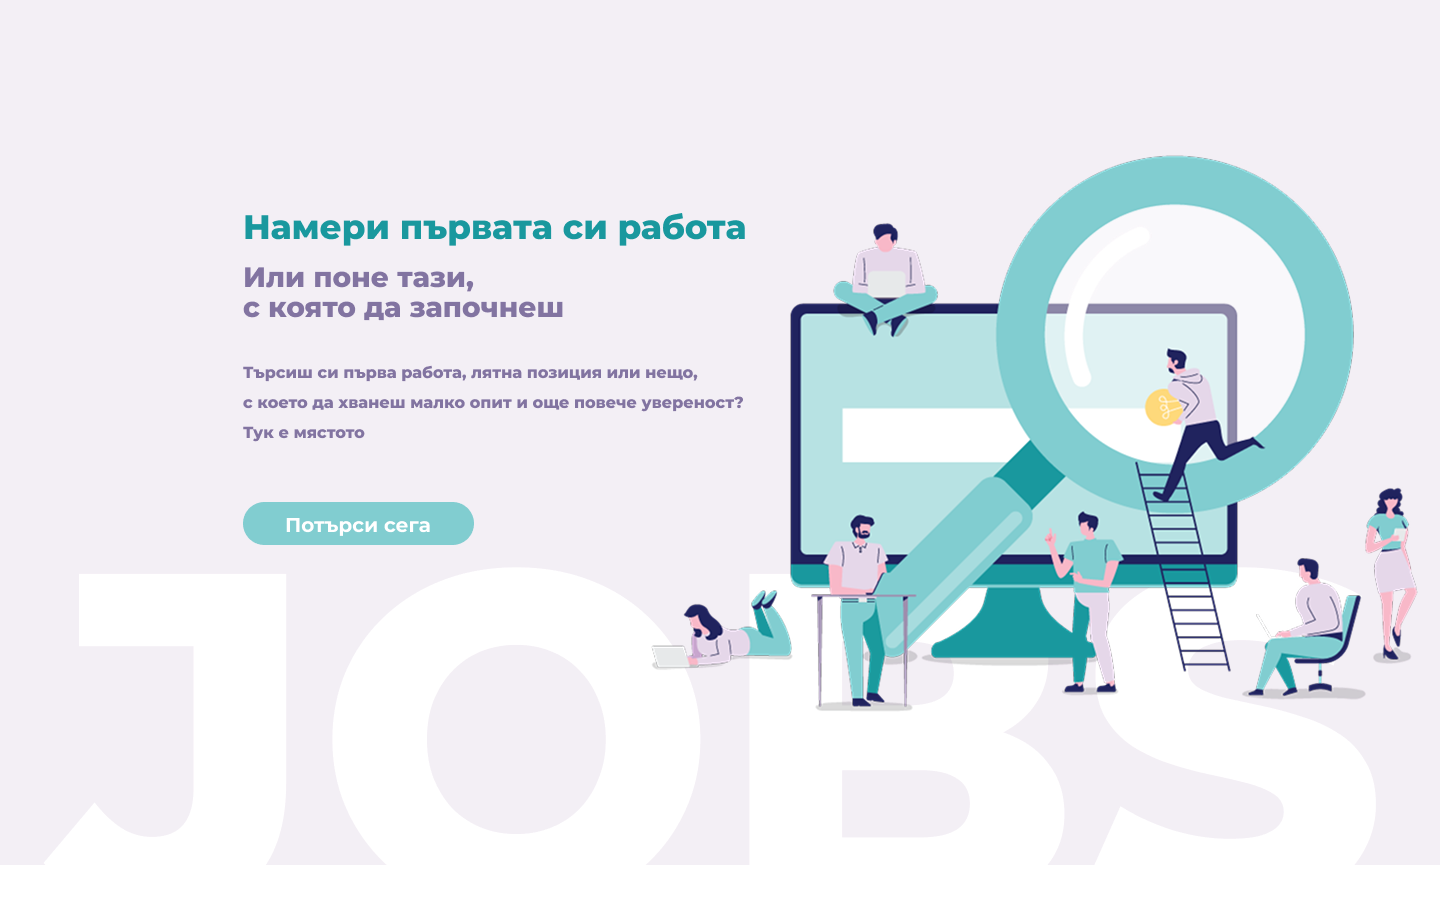 Намери първата си работа
Или поне тази,
с която да започнеш
Търсиш си първа работа, лятна позиция или нещо,
с което да хванеш малко опит и още повече увереност?
Тук е мястото
Потърси сега
JOBS